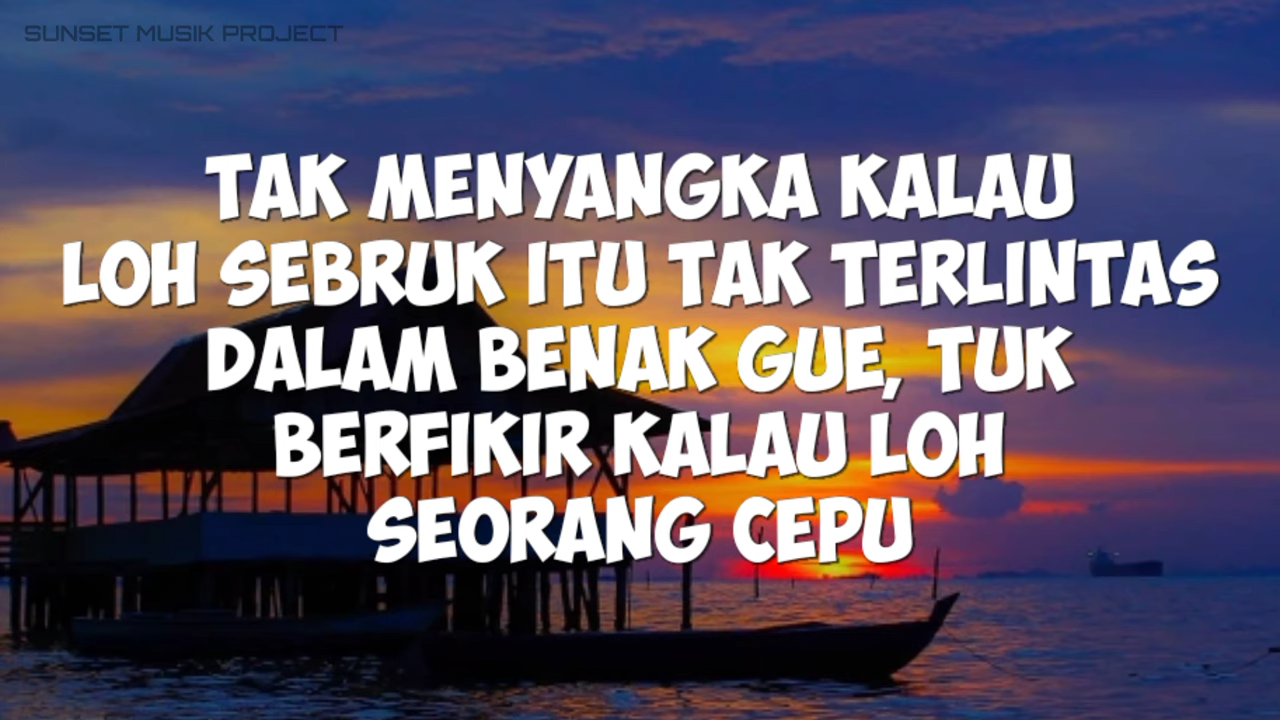 SUNSET MUSIK PROJECT
TAK MENYANGKA KALAU
LOH SEBRUK ITU TAK TERLINTAS
DALAM BENAK GUE, TUK
BERFIKIR KALAU LOH
SEORANG CEPU